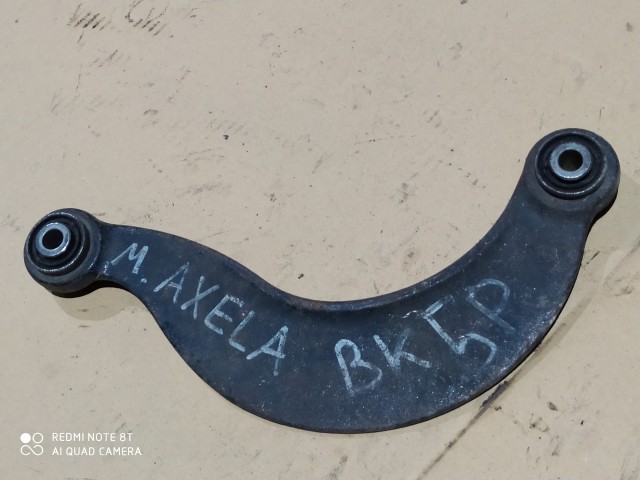 M. AXELA BK5P
REDMI NOTE 8T
AI QUAD CAMERA